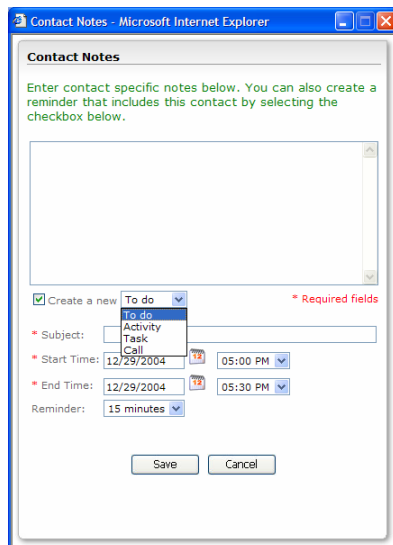 Contact Notes - Microsoft Internet Explorer
Contact Notes
Enter contact specific notes below. You can also create a
reminder that includes this contact by selecting the
checkbox below.
Create a new To do * Required fields
To do
Activity
Task
Call
* Subject:
* Start Time: 12/29/2004 12 05:00 PM
* End Time: 12/29/2004 12 05:30 PM
Reminder: 15 minutes
Save Cancel